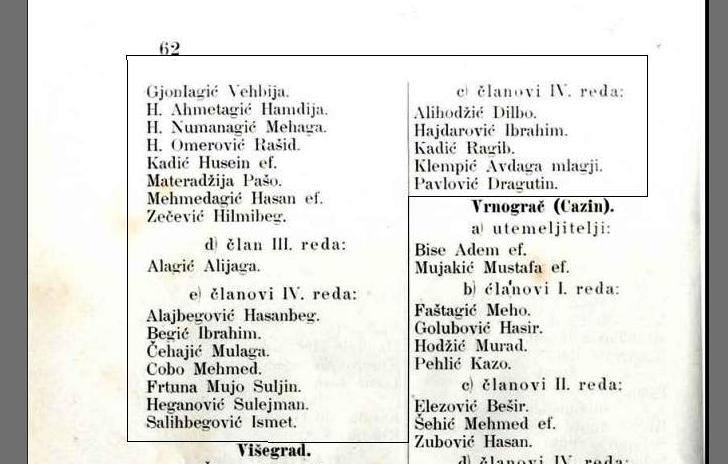 62
Gjonlagić Vehbija.
H. Ahmetagić Hamdija.
H. Numanagić Mehaga.
H. Omerović Rašid.
Kadić Husein ef.
Materadžija Pašo.
Mehmedagić Hasan ef.
Zečević Hilmibeg.
d) član III. reda:
Alagić Alijaga.
e) članovi IV. reda:
Alajbegović Hasanbeg.
Begić Ibrahim.
Čehajić Mulaga.
Cobo Mehmed.
Frtuna Mujo Suljin.
Heganović Sulejman.
Salihbegović Ismet.
Višegrad.
c) članovi IV. reda:
Alihodžić Dilbo.
Hajdarović Ibrahim.
Kadić Ragib.
Klempić Avdaga mlagji.
Pavlović Dragutin.
Vrnograč (Cazin).
a) utemeljitelji:
Bise Adem ef.
Mujakić Mustafa ef.
b) članovi I. reda:
Faštagić Meho.
Golubović Hasir.
Hodžić Murad.
Pehlić Kazo.
c) članovi II. reda:
Elezović Bešir.
Šehić Mehmed ef.
Zubović Hasan.
d) članovi IV. reda: